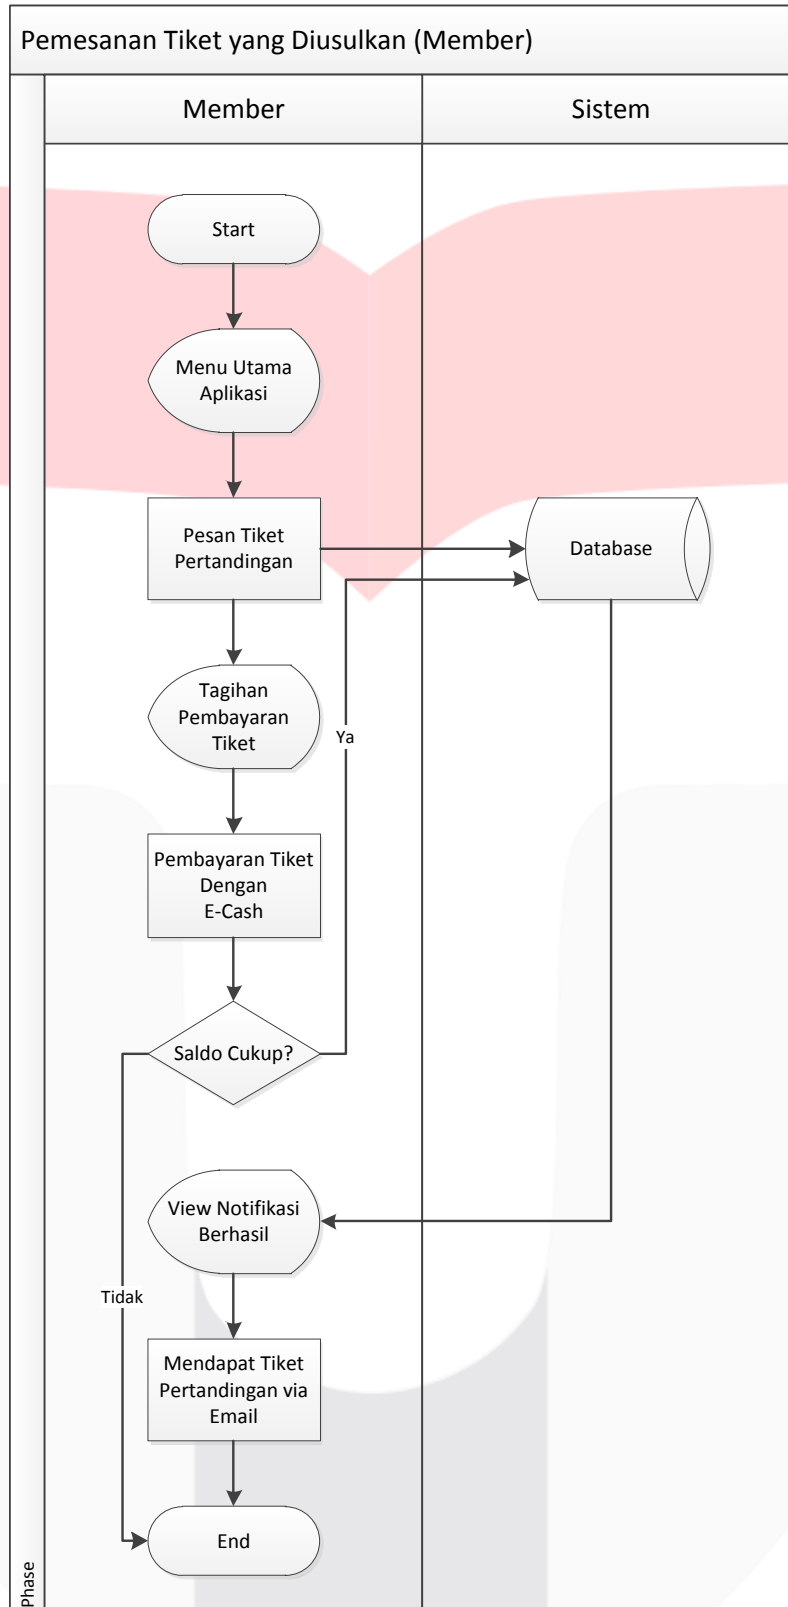 Pemesanan Tiket yang Diusulkan (Member)
Member
Sistem
Start
Menu Utama
Aplikasi
Pesan Tiket
Pertandingan
Database
Tagihan
Pembayaran
Tiket
Ya
Pembayaran Tiket
Dengan
E-Cash
Saldo Cukup?
View Notifikasi
Berhasil
Tidak
Mendapat Tiket
Pertandingan via
Email
End
Phase